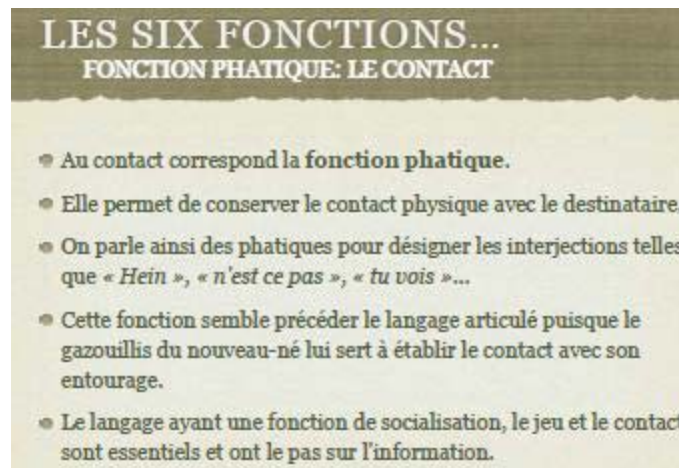 LES SIX FONCTIONS...
FONCTION PHATIQUE: LE CONTACT
Au contact correspond la fonction phatique.
Elle permet de conserver le contact physique avec le destinataire.
On parle ainsi des phatiques pour désigner les interjections telles
que « Hein », « n'est ce pas », « tu vois »...
Cette fonction semble précéder le langage articulé puisque le
gazouillis du nouveau-né lui sert à établir le contact avec son
entourage.
Le langage ayant une fonction de socialisation, le jeu et le contact
sont essentiels et ont le pas sur l'information.